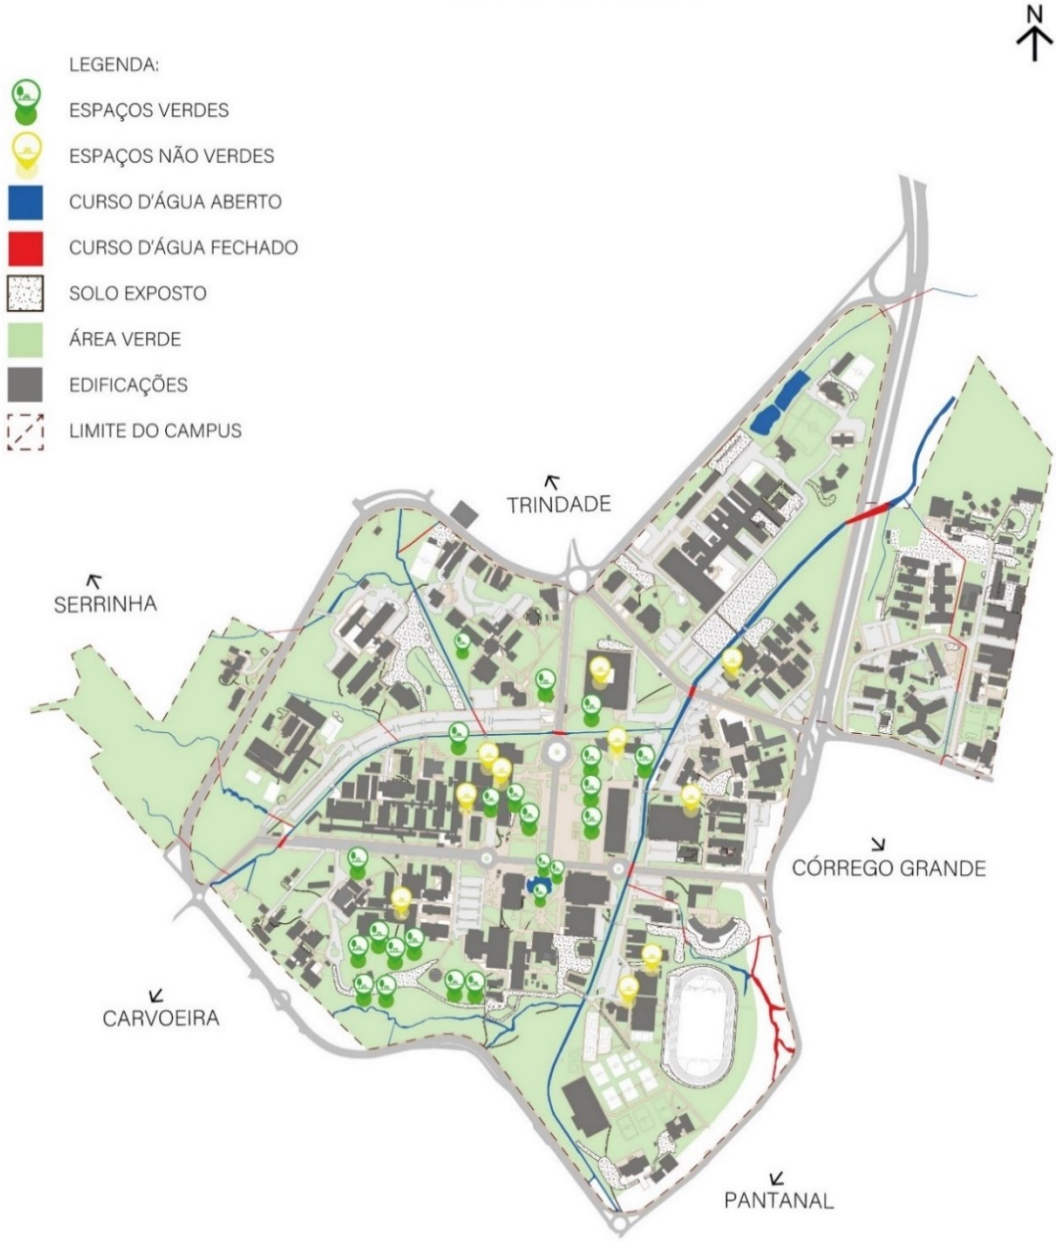 N
LEGENDA:
ESPAÇOS VERDES
ESPAÇOS NÃO VERDES
CURSO D'ÁGUA ABERTO
CURSO D'ÁGUA FECHADO
SOLO EXPOSTO
ÁREA VERDE
EDIFICAÇÕES
LIMITE DO CAMPUS
TRINDADE
SERRINHA
CÓRREGO GRANDE
CARVOEIRA
PANTANAL